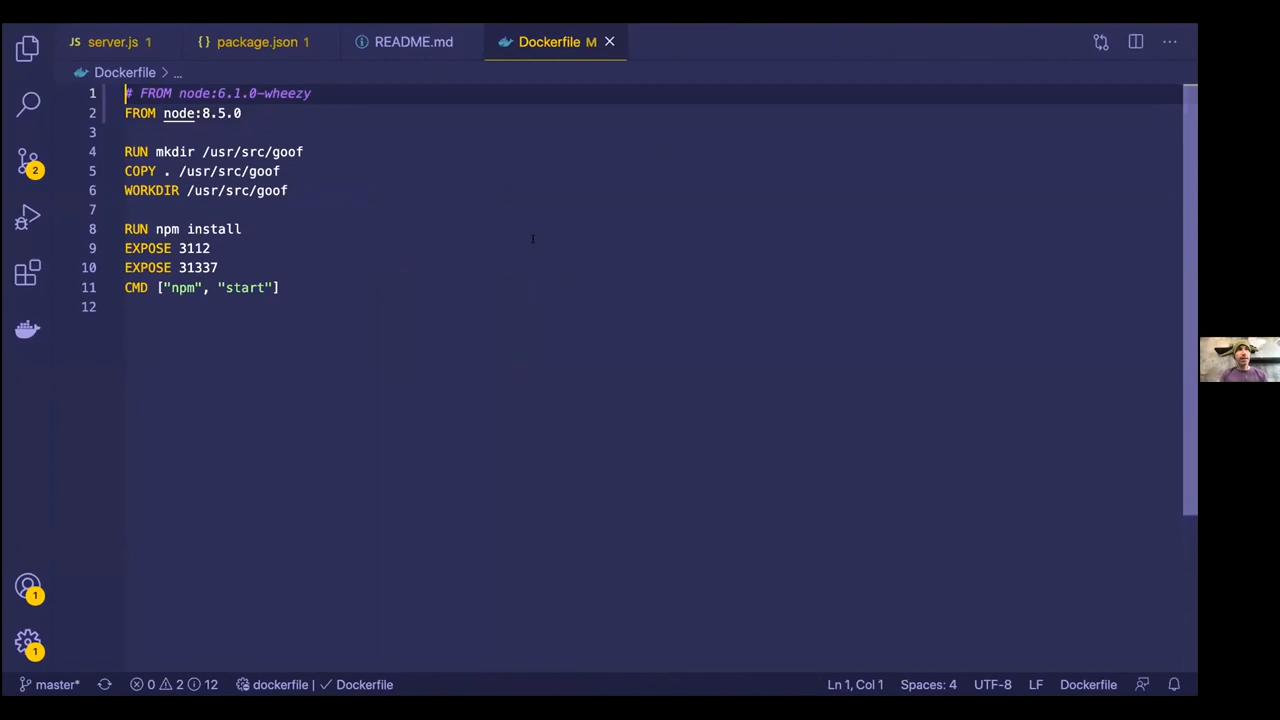 server.js 1
package.json 1
README.md
Dockerfile M
Dockerfile > ...
1 # FROM node:6.1.0-wheezy
2 FROM node:8.5.0
3
4 RUN mkdir /usr/src/goof
5 COPY . /usr/src/goof
6 WORKDIR /usr/src/goof
7
8 RUN npm install
9 EXPOSE 3112
10 EXPOSE 31337
11 CMD ["npm", "start"]
12
2
1
1
master* 0 2 12 dockerfile | Dockerfile Ln 1, Col 1 Spaces: 4 UTF-8 LF Dockerfile